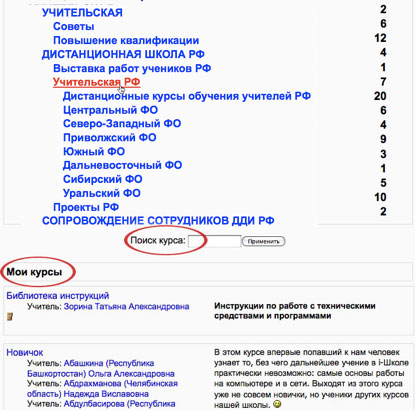 УЧИТЕЛЬСКАЯ 2
Советы 6
Повышение квалификации 12
ДИСТАНЦИОННАЯ ШКОЛА РФ 4
Выставка работ учеников РФ 1
Учительская РФ 7
Дистанционные курсы обучения учителей РФ 20
Центральный ФО 6
Северо-Западный ФО 4
Приволжский ФО 9
Южный ФО 3
Дальневосточный ФО 1
Сибирский ФО 5
Уральский ФО 10
Проекты РФ 2
СОПРОВОЖДЕНИЕ СОТРУДНИКОВ ДДИ РФ
Поиск курса: Применить
Мои курсы
Библиотека инструкций
Учитель: Зорина Татьяна Александровна
Инструкции по работе с техническими
средствами и программами
Новичок
Учитель: Абашкина (Республика
Башкортостан) Ольга Александровна
Учитель: Абдрахманова (Челябинская
область) Надежда Виславовна
Учитель: Абдулбасирова (Республика
В этом курсе впервые попавший к нам человек
узнает то, без чего дальнейшее учение в i-Школе
практически невозможно: самые основы работы
на компьютере и в сети. Выходят из этого курса
уже не совсем новички, но ученики других курсов
нашей школы.